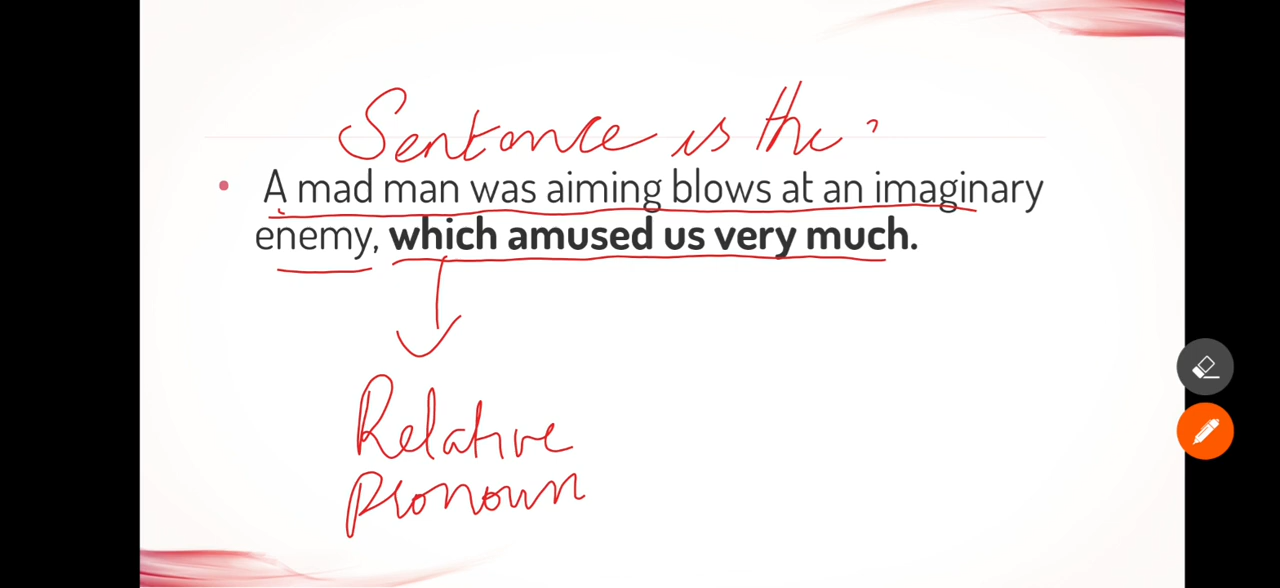 Sentence is the
• A mad man was aiming blows at an imaginary
enemy, which amused us very much.
Relative
pronoun